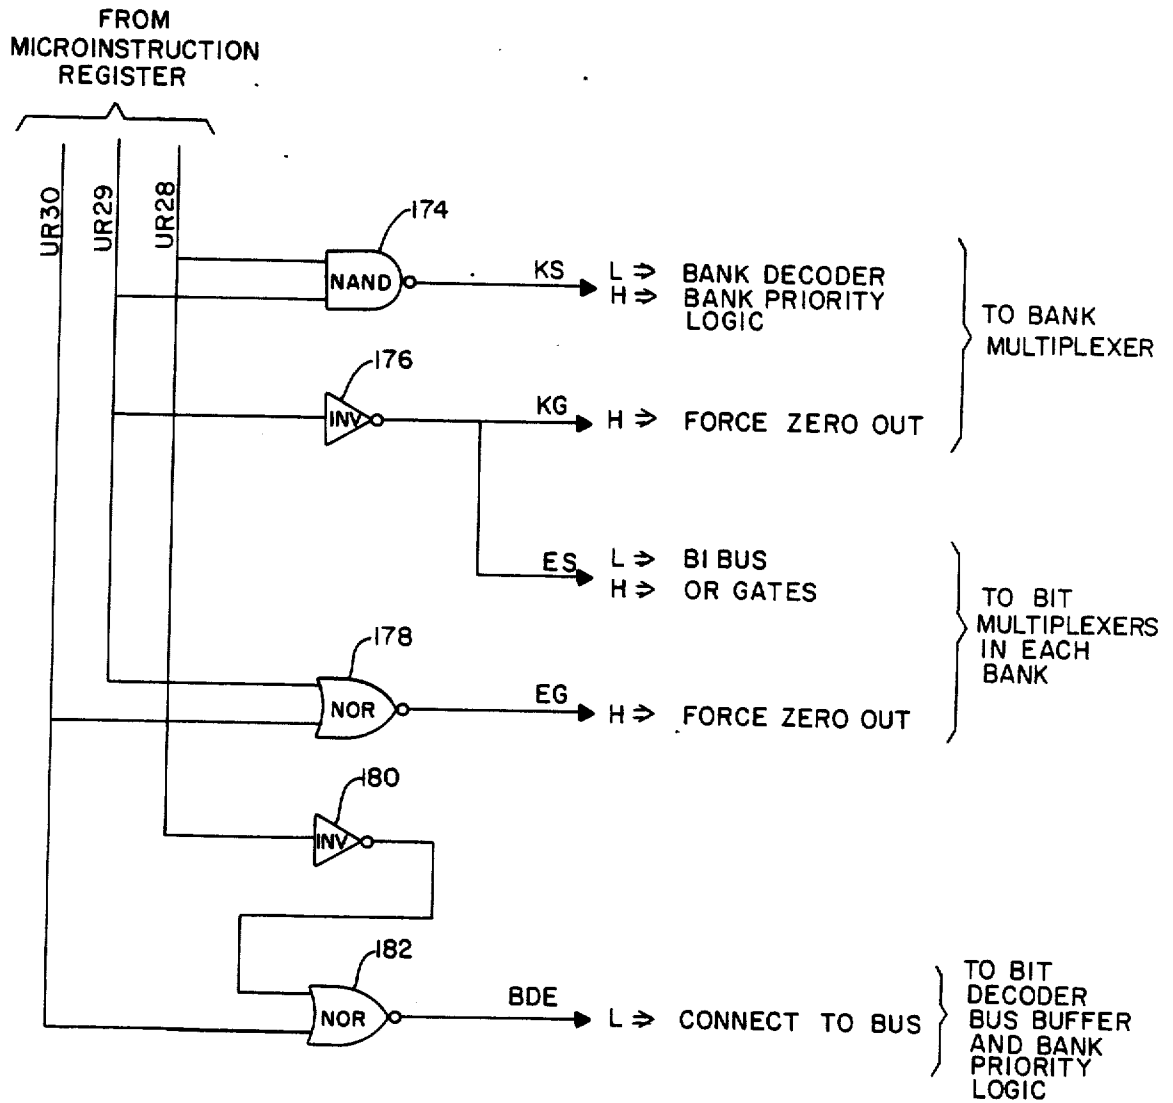 FROM
MICROINSTRUCTION
REGISTER
UR30
UR29
UR28
174
NAND
KS
L ⇒ BANK DECODER
H ⇒ BANK PRIORITY
LOGIC
TO BANK
MULTIPLEXER
176
INV
KG
H ⇒ FORCE ZERO OUT
ES
L ⇒ BI BUS
H ⇒ OR GATES
TO BIT
MULTIPLEXERS
IN EACH
BANK
178
NOR
EG
H ⇒ FORCE ZERO OUT
180
INV
182
NOR
BDE
L ⇒ CONNECT TO BUS
TO BIT
DECODER
BUS BUFFER
AND BANK
PRIORITY
LOGIC